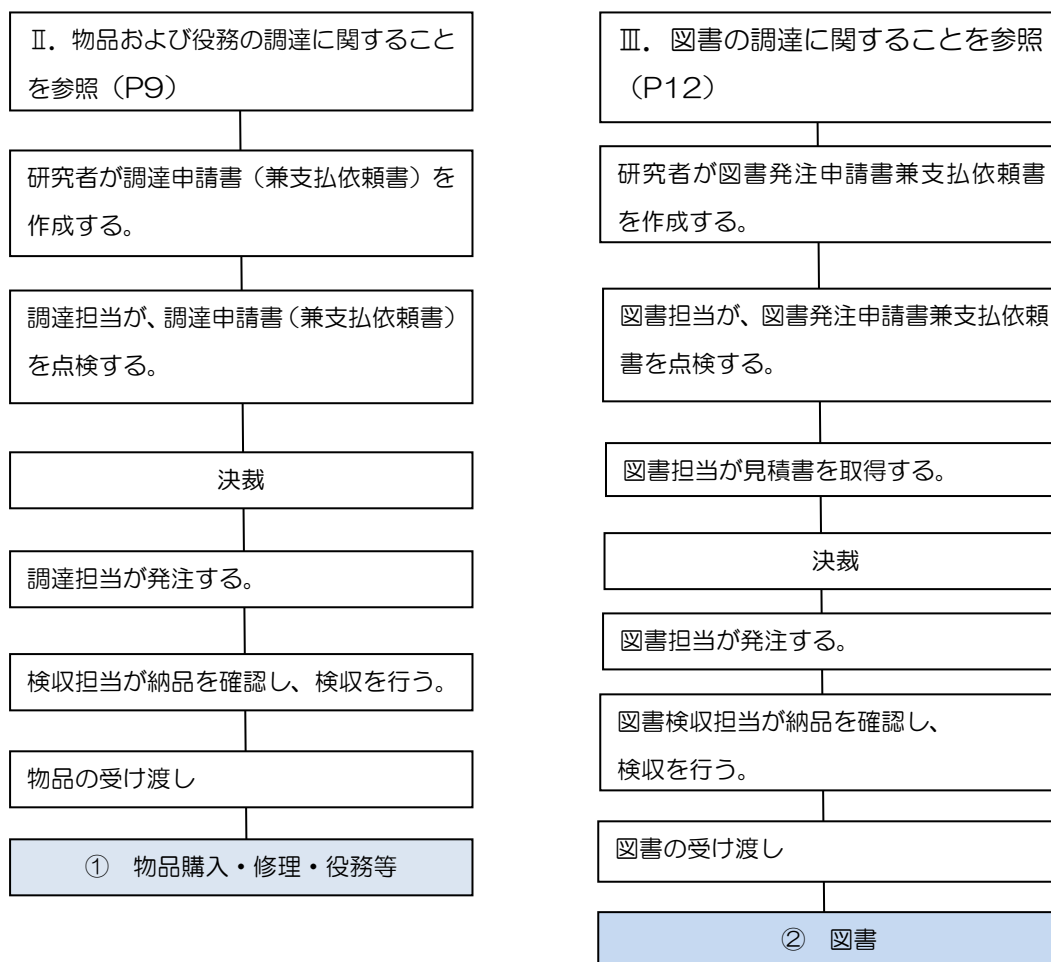 Ⅱ．物品および役務の調達に関すること
を参照（P9）
研究者が調達申請書（兼支払依頼書）を
作成する。
調達担当が、調達申請書（兼支払依頼書）
を点検する。
決裁
調達担当が発注する。
検収担当が納品を確認し、検収を行う。
物品の受け渡し
①　物品購入・修理・役務等
Ⅲ．図書の調達に関することを参照
（P12）
研究者が図書発注申請書兼支払依頼書
を作成する。
図書担当が、図書発注申請書兼支払依頼
書を点検する。
図書担当が見積書を取得する。
決裁
図書担当が発注する。
図書検収担当が納品を確認し、
検収を行う。
図書の受け渡し
②　図書